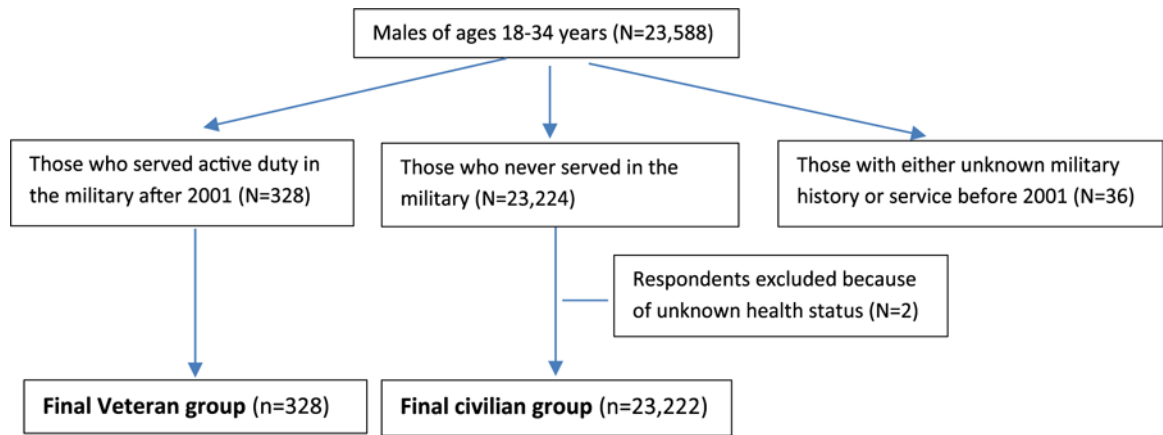 Males of ages 18-34 years (N=23,588)
Those who served active duty in
the military after 2001 (N=328)
Those who never served in the
military (N=23,224)
Those with either unknown military
history or service before 2001 (N=36)
Respondents excluded because
of unknown health status (N=2)
Final Veteran group (n=328)
Final civilian group (n=23,222)